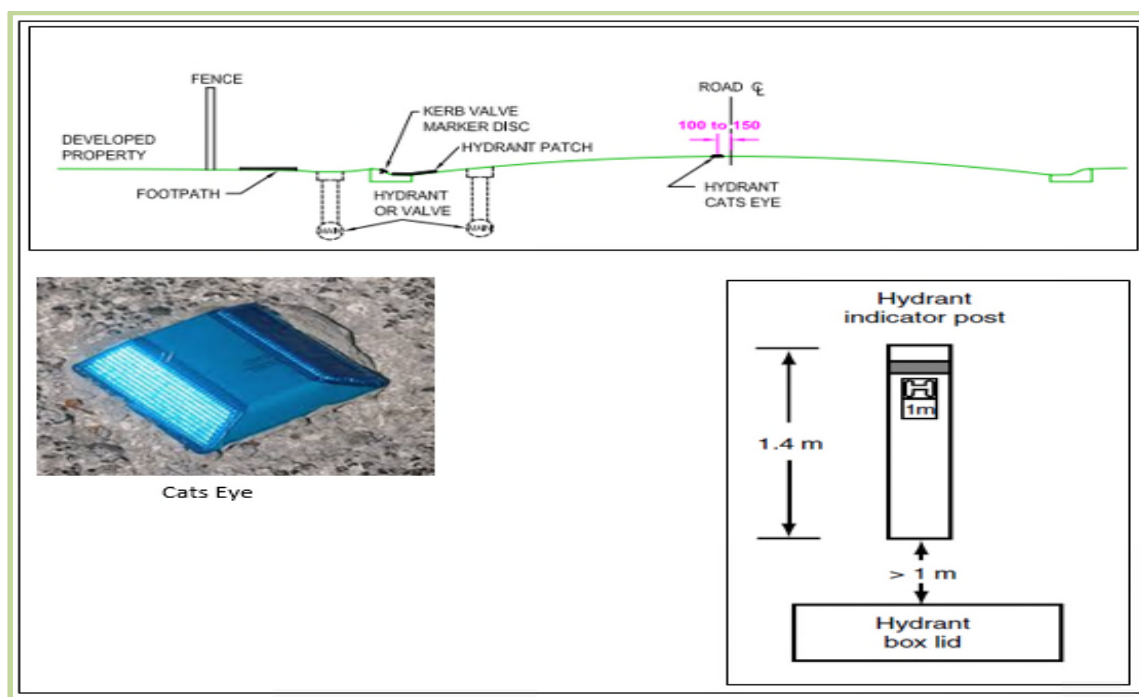 FENCE
ROAD ℄
KERB VALVE
MARKER DISC
100 to 150
DEVELOPED
PROPERTY
HYDRANT PATCH
FOOTPATH
HYDRANT
OR VALVE
HYDRANT
CATS EYE
MAIN
MAIN
Cats Eye
Hydrant
indicator post
H
1m
1.4 m
> 1 m
Hydrant
box lid